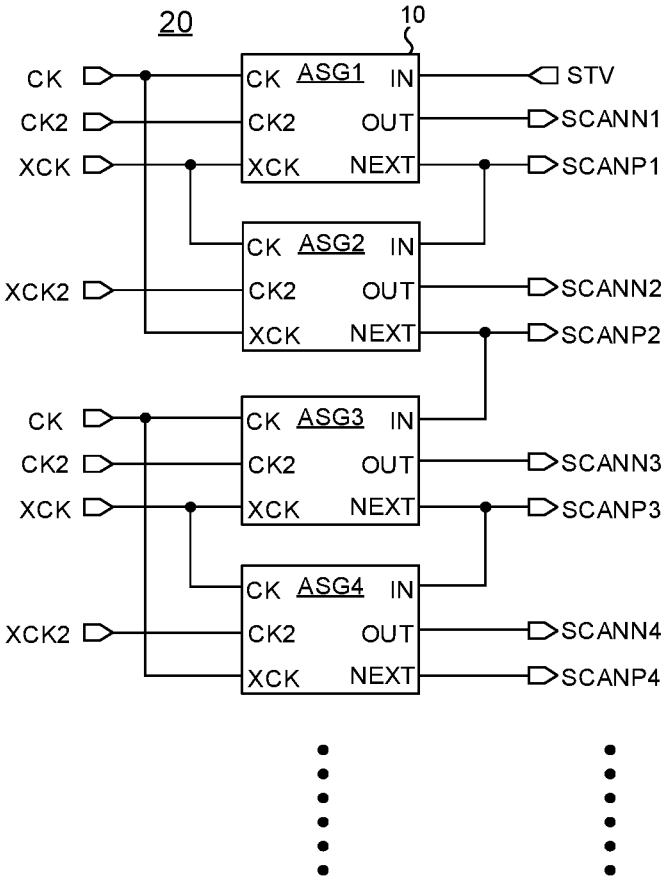 20
10
CK
CK ASG1 IN
STV
CK2
CK2 OUT
SCANN1
XCK
XCK NEXT
SCANP1
CK ASG2 IN
XCK2
CK2 OUT
SCANN2
XCK NEXT
SCANP2
CK
CK ASG3 IN
CK2
CK2 OUT
SCANN3
XCK
XCK NEXT
SCANP3
CK ASG4 IN
XCK2
CK2 OUT
SCANN4
XCK NEXT
SCANP4